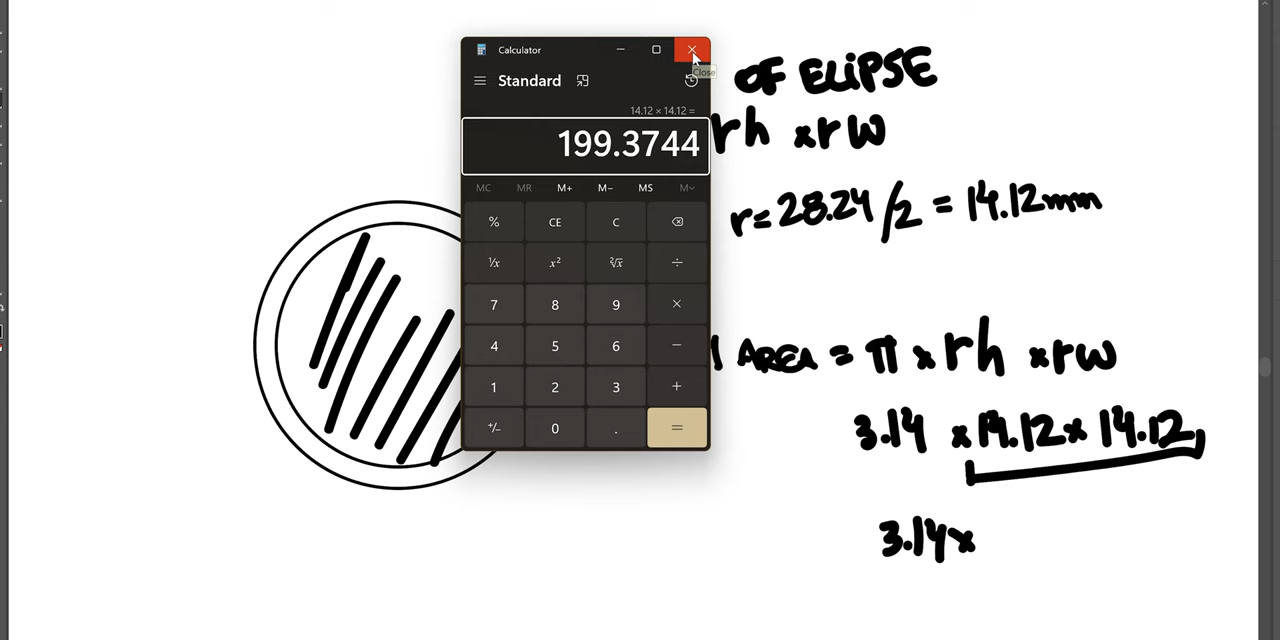 Calculator
Close
Standard
14.12 × 14.12 =
199.3744
MC MR M+ M− MS M
% CE C
1/x x² ²√x ÷
7 8 9 ×
4 5 6 −
1 2 3 +
+/− 0 . =
OF ELiPSE
rh ×rw
r=28.24/2 = 14.12mm
AREA = π × rh × rw
3.14 × 14.12 × 14.12
3.14×